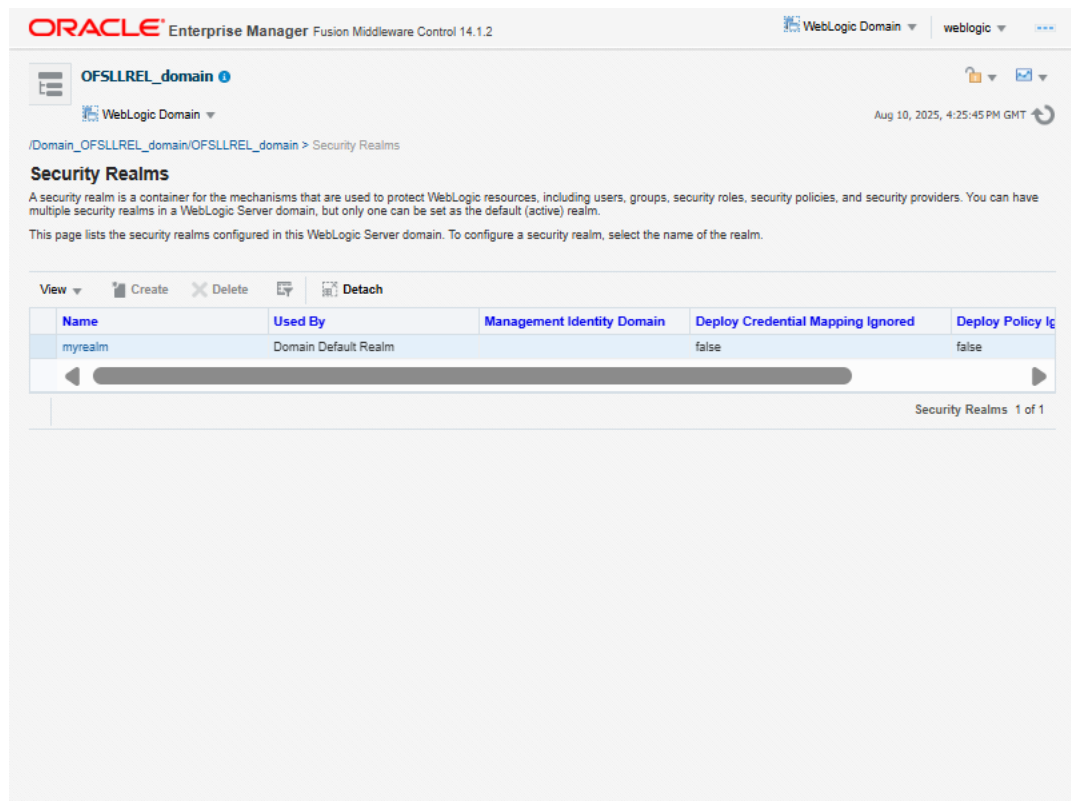 ORACLE Enterprise Manager Fusion Middleware Control 14.1.2
WebLogic Domain
weblogic
OFSLLREL_domain
WebLogic Domain
Aug 10, 2025, 4:25:45 PM GMT
/Domain_OFSLLREL_domain/OFSLLREL_domain > Security Realms
Security Realms
A security realm is a container for the mechanisms that are used to protect WebLogic resources, including users, groups, security roles, security policies, and security providers. You can have
multiple security realms in a WebLogic Server domain, but only one can be set as the default (active) realm.
This page lists the security realms configured in this WebLogic Server domain. To configure a security realm, select the name of the realm.
View Create Delete Detach
Name Used By Management Identity Domain Deploy Credential Mapping Ignored Deploy Policy Ig
myrealm Domain Default Realm false false
Security Realms 1 of 1